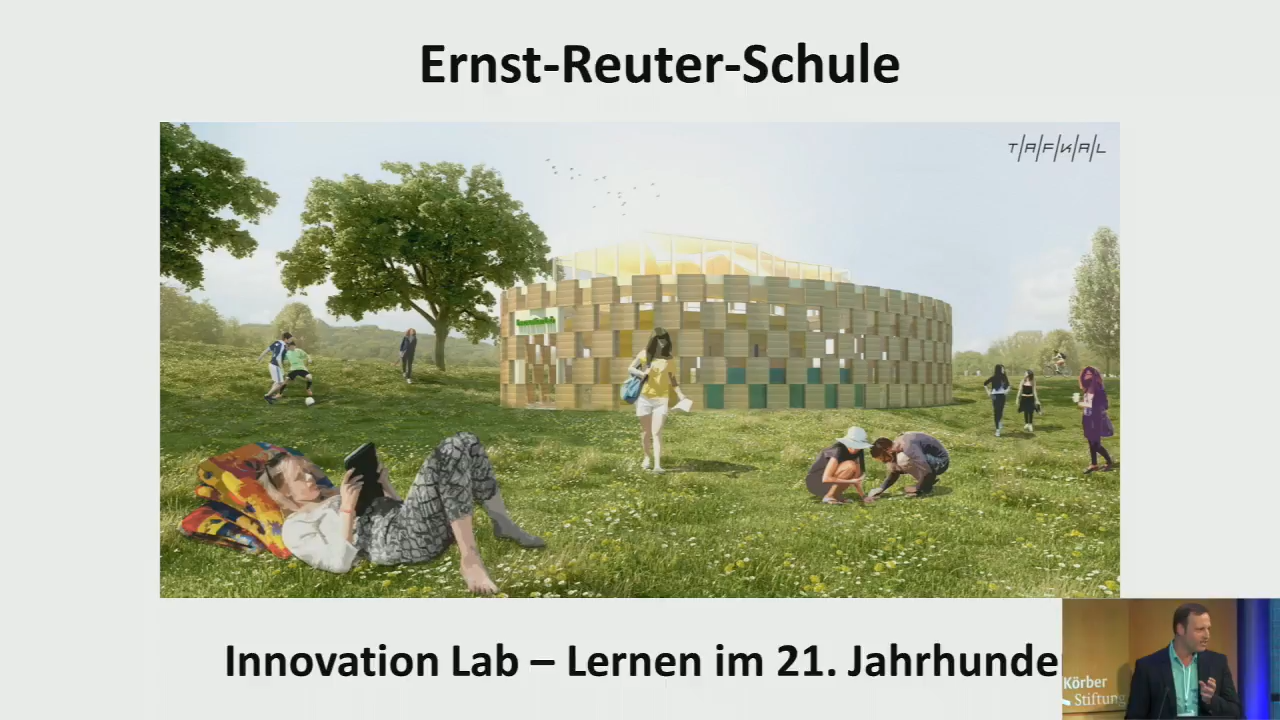 Ernst-Reuter-Schule
T/A/F/K/A/L
Innovation Lab – Lernen im 21. Jahrhunde
Körber
Stiftung